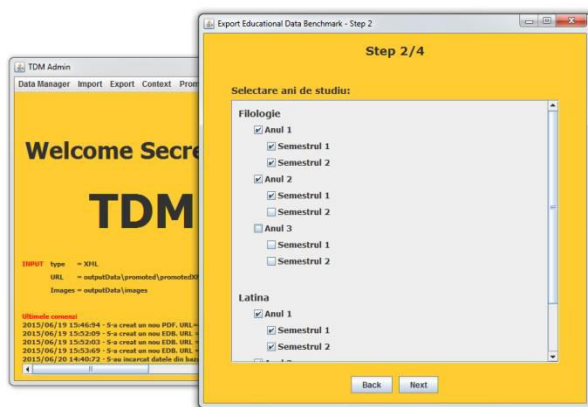 TDM Admin
Data Manager Import Export Context Prom
Welcome Secre
TDM
INPUT type = XML
URL = outputData\promoted\promotedXM
Images = outputData\images
Ultimele comenzi
2015/06/19 15:46:94 - S-a creat un nou PDF. URL=
2015/06/19 15:52:09 - S-a creat un nou EDB. URL =
2015/06/19 15:52:03 - S-a creat un nou EDB. URL =
2015/06/19 15:53:69 - S-a creat un nou EDB. URL =
2015/06/20 14:40:72 - S-au incarcat datele din baza
Export Educational Data Benchmark - Step 2
Step 2/4
Selectare ani de studiu:
Filologie
Anul 1
Semestrul 1
Semestrul 2
Anul 2
Semestrul 1
Semestrul 2
Anul 3
Semestrul 1
Semestrul 2
Latina
Anul 1
Semestrul 1
Semestrul 2
Back Next